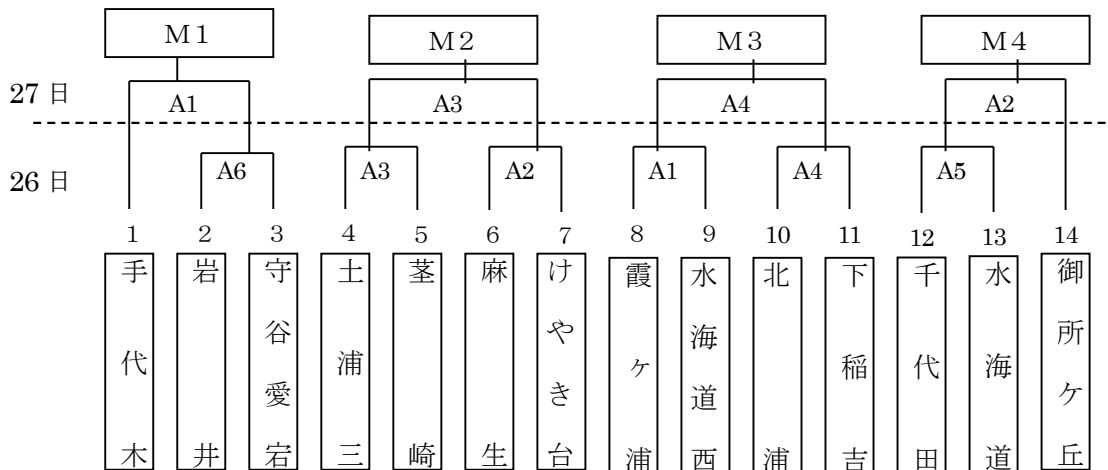 M1 M2 M3 M4
27日
A1 A3 A4 A2
26日
A6 A3 A2 A1 A4 A5
1 2 3 4 5 6 7 8 9 10 11 12 13 14
手代木
岩井
守谷愛宕
土浦三
茎崎
麻生
けやき台
霞ヶ浦
水海道西
北浦
下稲吉
千代田
水海道
御所ケ丘